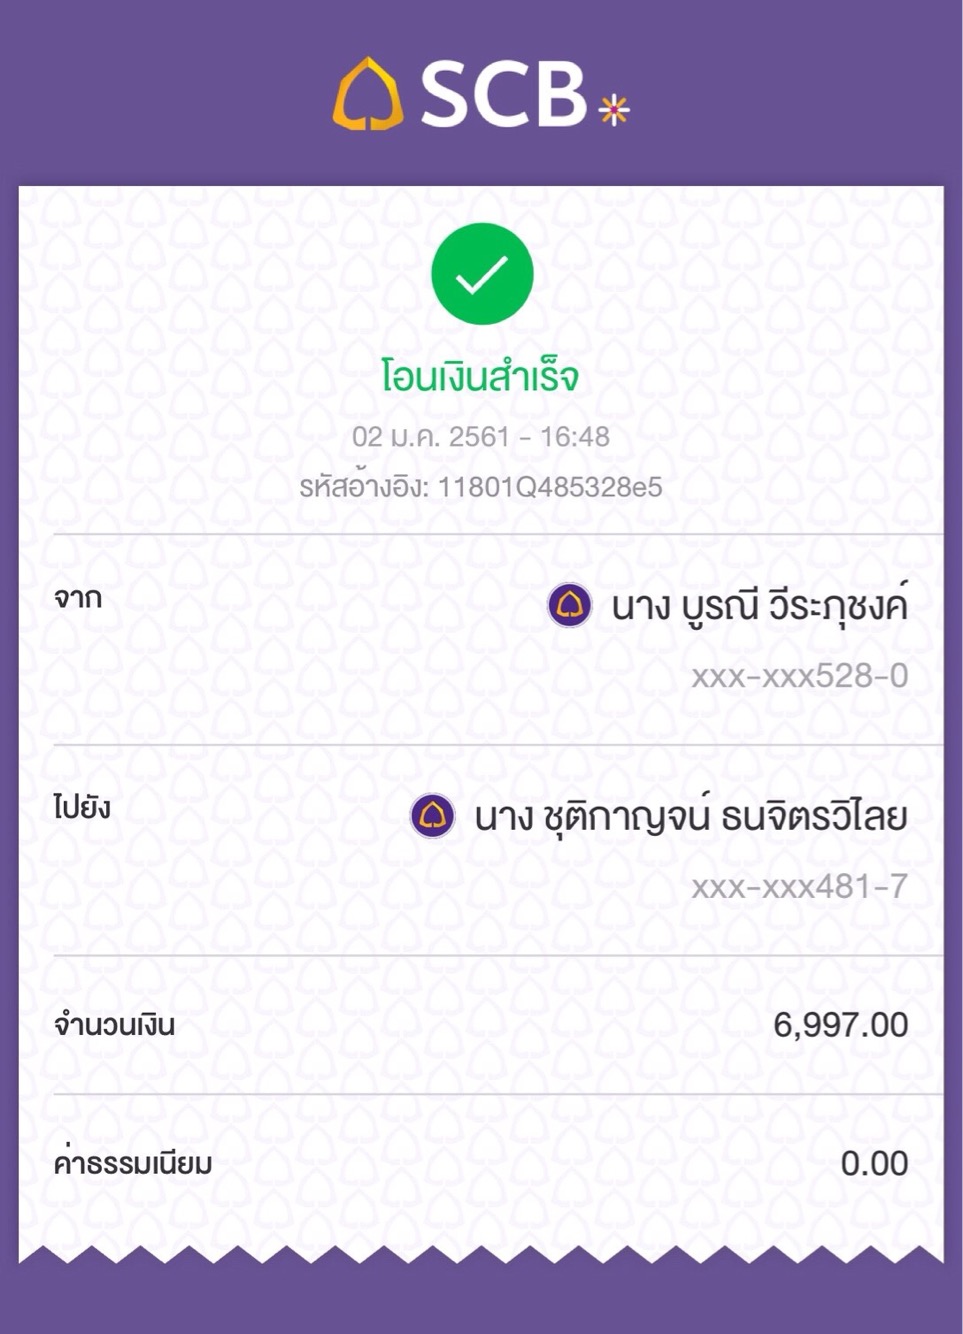 SCB
โอนเงินสำเร็จ
02 ม.ค. 2561 - 16:48
รหัสอ้างอิง: 11801Q485328e5
จาก
นาง บูรณี วีระภุชงค์
xxx-xxx528-0
ไปยัง
นาง ชุติกาญจน์ ธนจิตรวิไลย
xxx-xxx481-7
จำนวนเงิน
6,997.00
ค่าธรรมเนียม
0.00